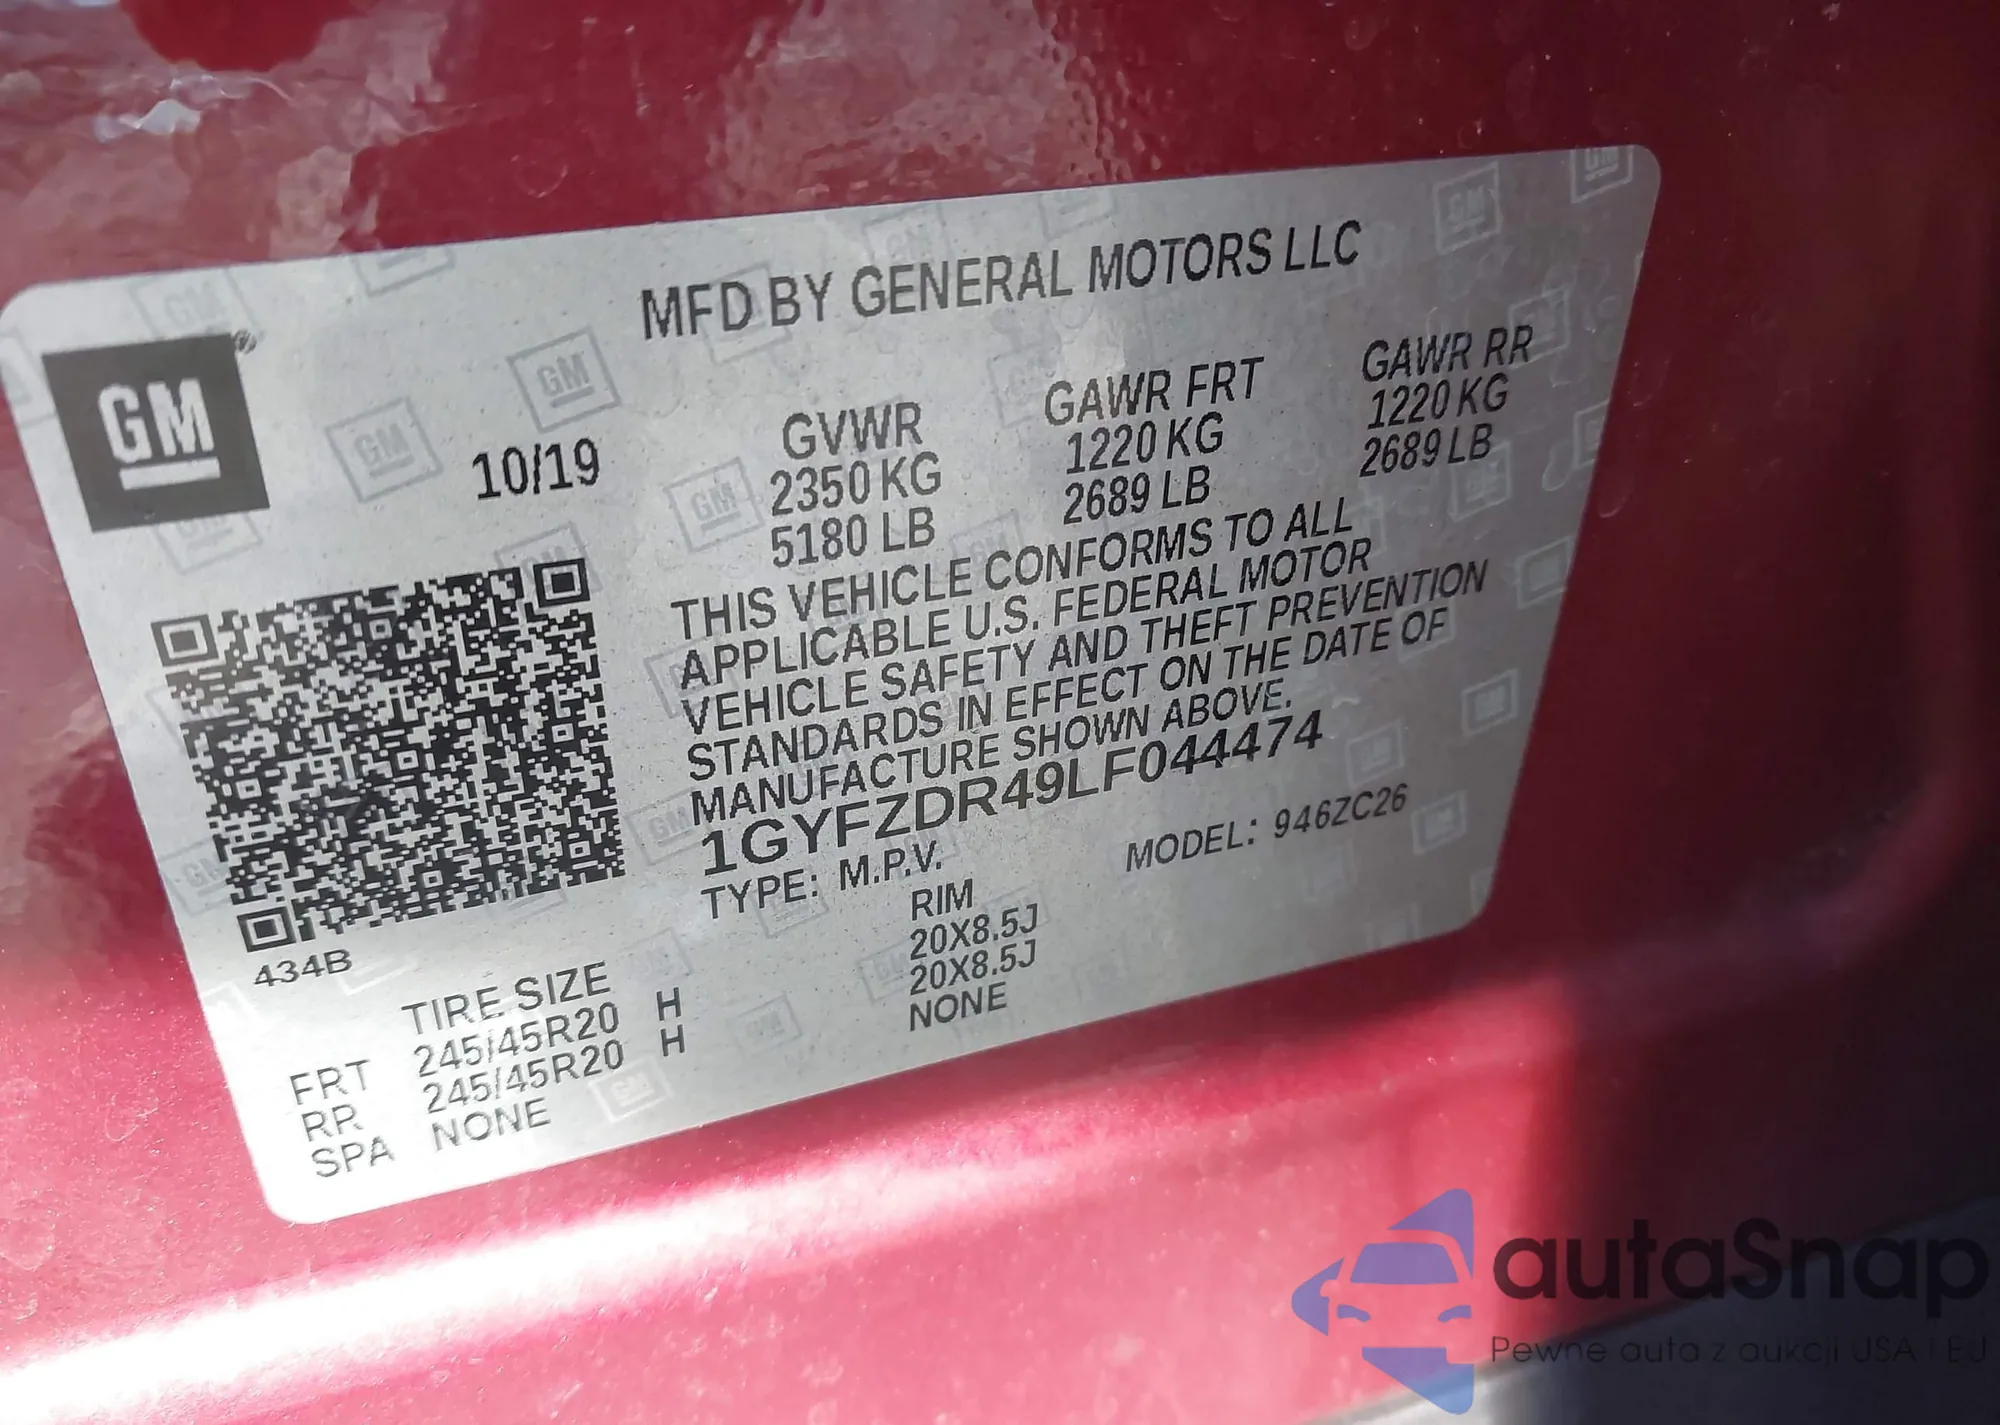 MFD BY GENERAL MOTORS LLC
GM
10/19
GVWR
2350 KG
5180 LB
GAWR FRT
1220 KG
2689 LB
GAWR RR
1220 KG
2689 LB
THIS VEHICLE CONFORMS TO ALL
APPLICABLE U.S. FEDERAL MOTOR
VEHICLE SAFETY AND THEFT PREVENTION
STANDARDS IN EFFECT ON THE DATE OF
MANUFACTURE SHOWN ABOVE.
1GYFZDR49LF044474
TYPE: M.P.V. MODEL: 946ZC26
434B
TIRE SIZE RIM
FRT 245/45R20 H 20X8.5J
RR 245/45R20 H 20X8.5J
SPA NONE NONE
autaSnap
Pewne auta z aukcji USA i EU